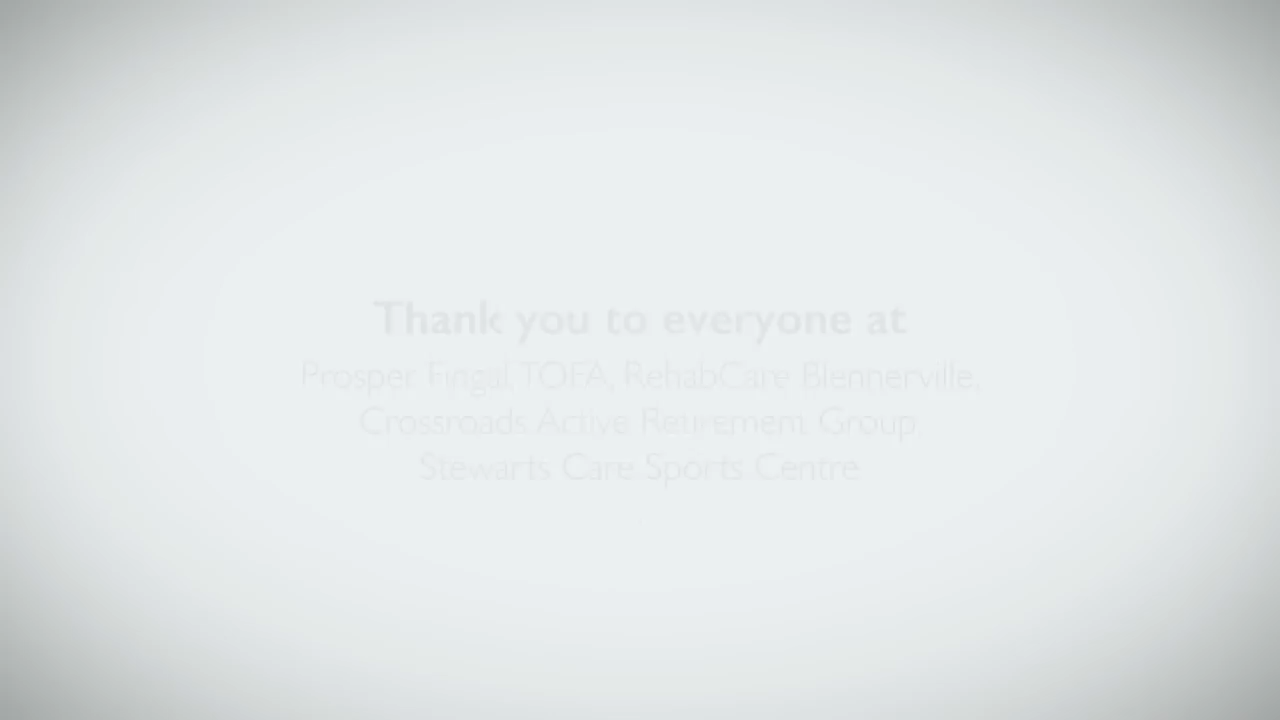 Thank you to everyone at
Prosper Fingal TOFA, RehabCare Blennerville,
Crossroads Active Retirement Group,
Stewarts Care Sports Centre